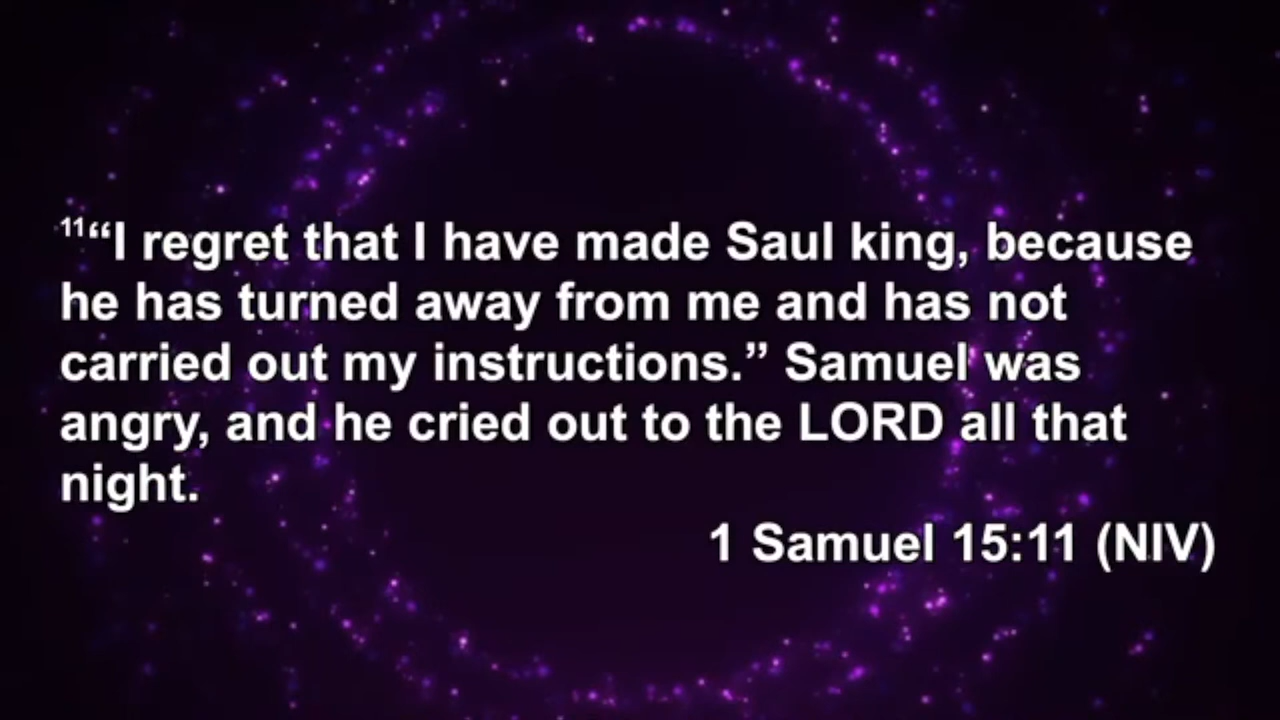 11“I regret that I have made Saul king, because
he has turned away from me and has not
carried out my instructions.” Samuel was
angry, and he cried out to the LORD all that
night.
1 Samuel 15:11 (NIV)